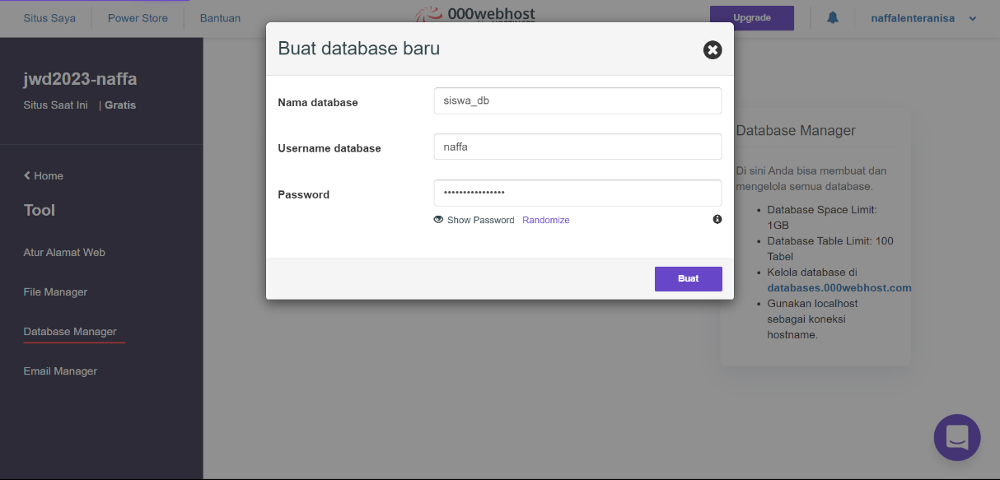 Situs Saya
Power Store
Bantuan
000webhost
Upgrade
naffalenteranisa
jwd2023-naffa
Situs Saat Ini | Gratis
Home
Tool
Atur Alamat Web
File Manager
Database Manager
Email Manager
Buat database baru
Nama database
siswa_db
Username database
naffa
Password
••••••••••••••••
Show Password Randomize
Buat
Database Manager
Di sini Anda bisa membuat dan
mengelola semua database.
• Database Space Limit:
1GB
• Database Table Limit: 100
Tabel
• Kelola database di
databases.000webhost.com
• Gunakan localhost
sebagai koneksi
hostname.